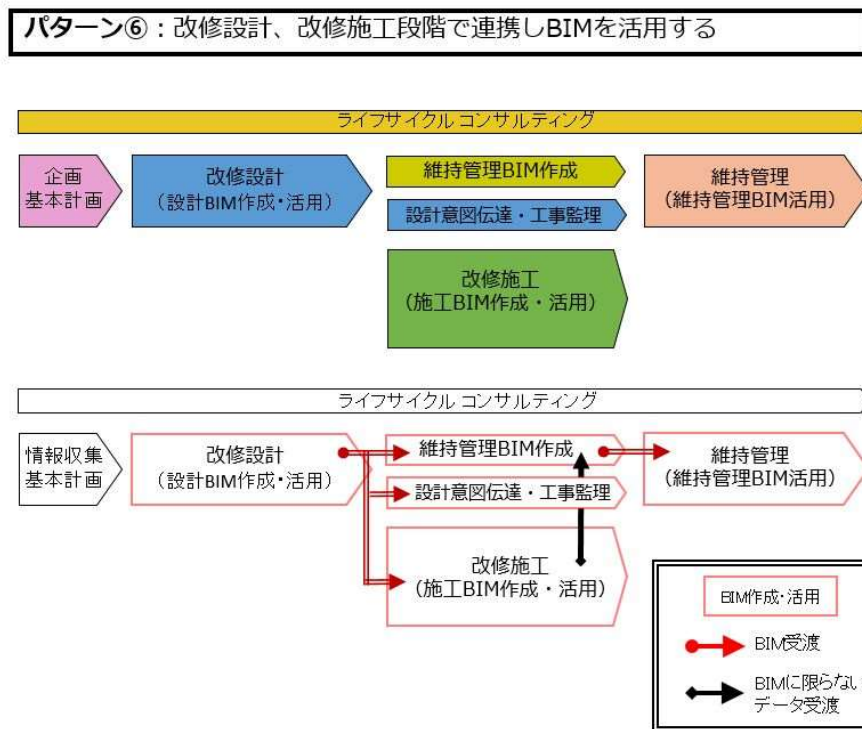 パターン⑥：改修設計、改修施工段階で連携しBIMを活用する
ライフサイクル コンサルティング
企画
基本計画
改修設計
（設計BIM作成・活用）
維持管理BIM作成
設計意図伝達・工事監理
改修施工
（施工BIM作成・活用）
維持管理
（維持管理BIM活用）
ライフサイクル コンサルティング
情報収集
基本計画
改修設計
（設計BIM作成・活用）
維持管理BIM作成
設計意図伝達・工事監理
改修施工
（施工BIM作成・活用）
維持管理
（維持管理BIM活用）
BIM作成・活用
BIM受渡
BIMに限らない
データ受渡